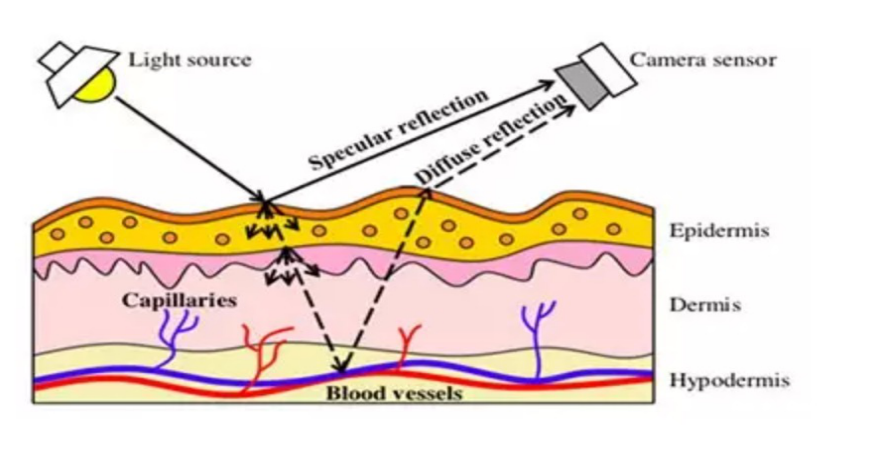 Light source
Camera sensor
Specular reflection
Diffuse reflection
Epidermis
Capillaries
Dermis
Hypodermis
Blood vessels